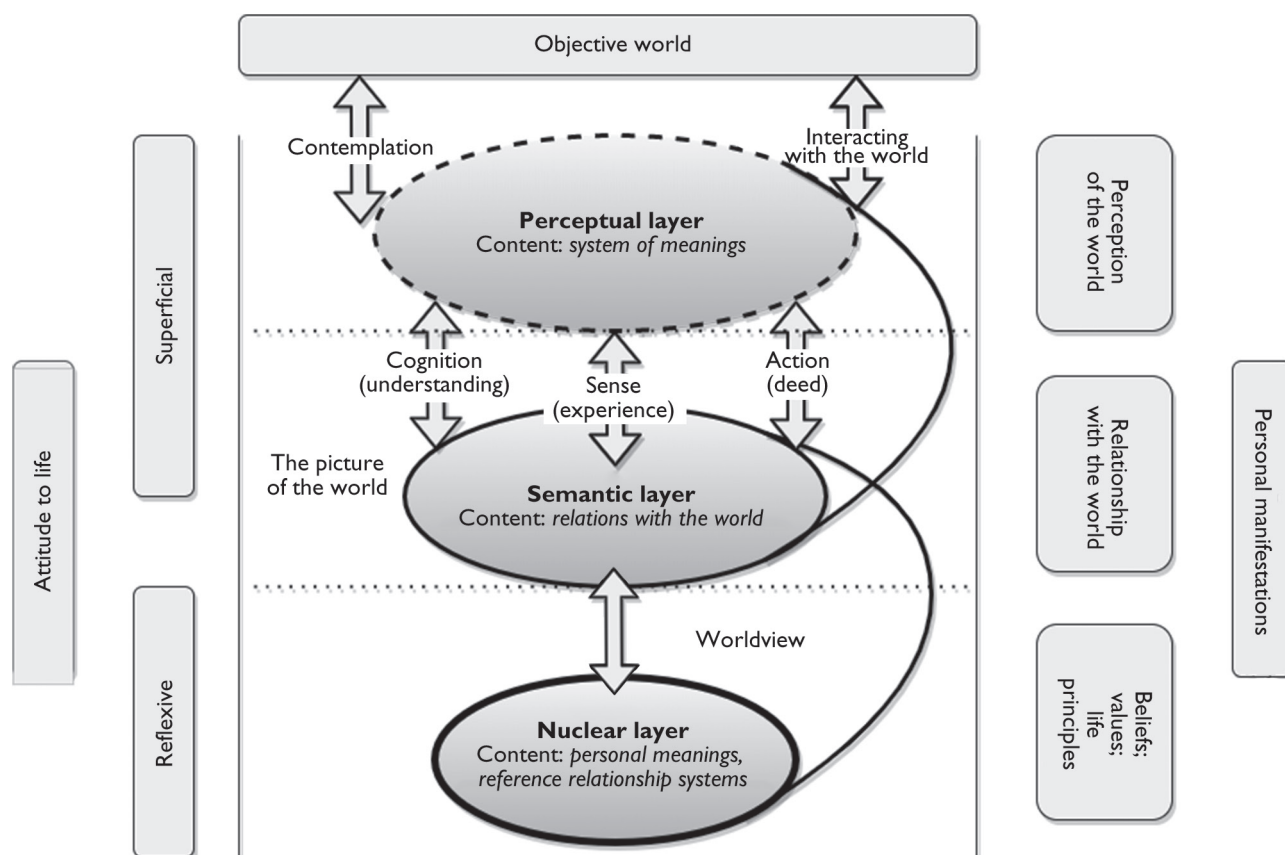 Objective world
Contemplation
Interacting
with the world
Perceptual layer
Content: system of meanings
Superficial
Perception
of the world
Cognition
(understanding)
Sense
(experience)
Action
(deed)
The picture
of the world
Semantic layer
Content: relations with the world
Relationship
with the world
Attitude to life
Personal manifestations
Worldview
Reflexive
Nuclear layer
Content: personal meanings,
reference relationship systems
Beliefs;
values;
life
principles